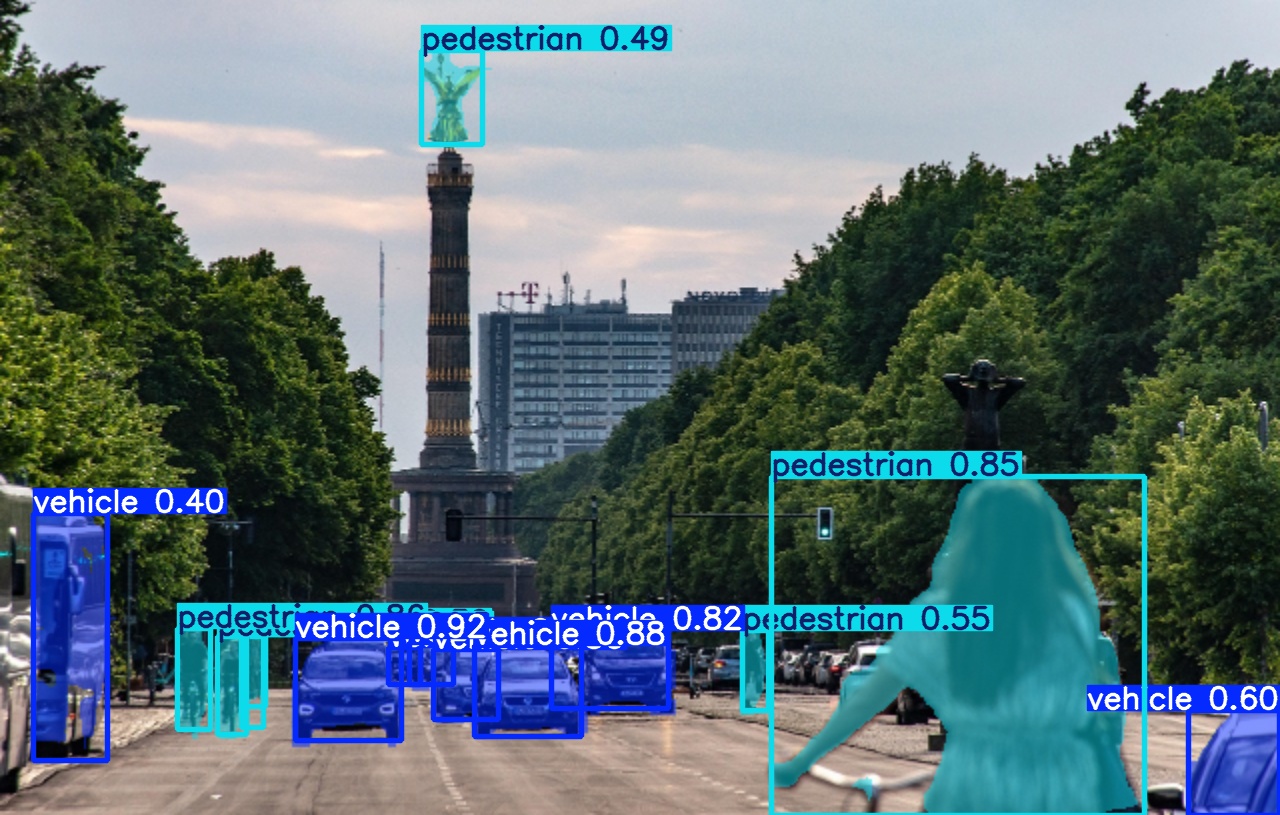 pedestrian 0.49
T
pedestrian 0.85
vehicle 0.40
pedestrian 0.86
vehicle 0.82
pedestrian 0.55
vehicle 0.92
vehicle 0.88
vehicle 0.60